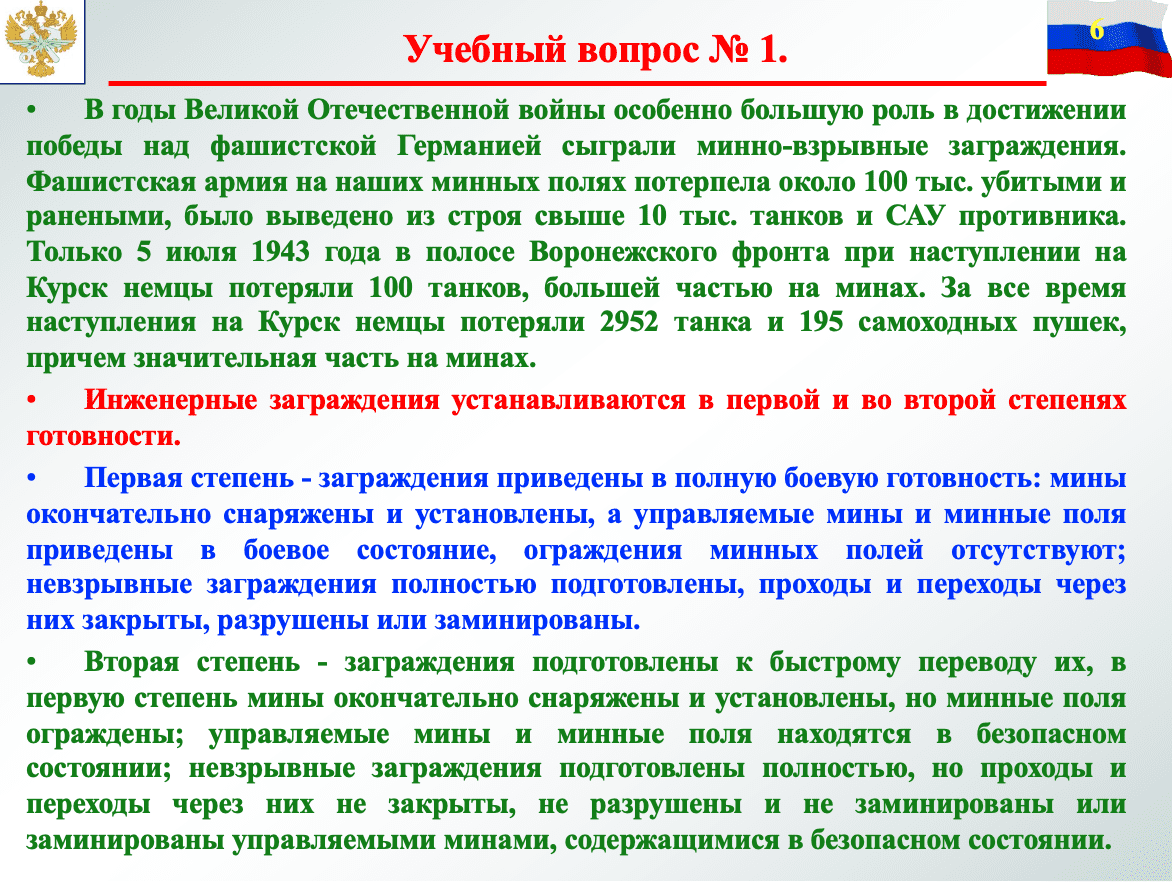 6
Учебный вопрос № 1.
• В годы Великой Отечественной войны особенно большую роль в достижении
победы над фашистской Германией сыграли минно-взрывные заграждения.
Фашистская армия на наших минных полях потерпела около 100 тыс. убитыми и
ранеными, было выведено из строя свыше 10 тыс. танков и САУ противника.
Только 5 июля 1943 года в полосе Воронежского фронта при наступлении на
Курск немцы потеряли 100 танков, большей частью на минах. За все время
наступления на Курск немцы потеряли 2952 танка и 195 самоходных пушек,
причем значительная часть на минах.
• Инженерные заграждения устанавливаются в первой и во второй степенях
готовности.
• Первая степень - заграждения приведены в полную боевую готовность: мины
окончательно снаряжены и установлены, а управляемые мины и минные поля
приведены в боевое состояние, ограждения минных полей отсутствуют;
невзрывные заграждения полностью подготовлены, проходы и переходы через
них закрыты, разрушены или заминированы.
• Вторая степень - заграждения подготовлены к быстрому переводу их, в
первую степень мины окончательно снаряжены и установлены, но минные поля
ограждены; управляемые мины и минные поля находятся в безопасном
состоянии; невзрывные заграждения подготовлены полностью, но проходы и
переходы через них не закрыты, не разрушены и не заминированы или
заминированы управляемыми минами, содержащимися в безопасном состоянии.